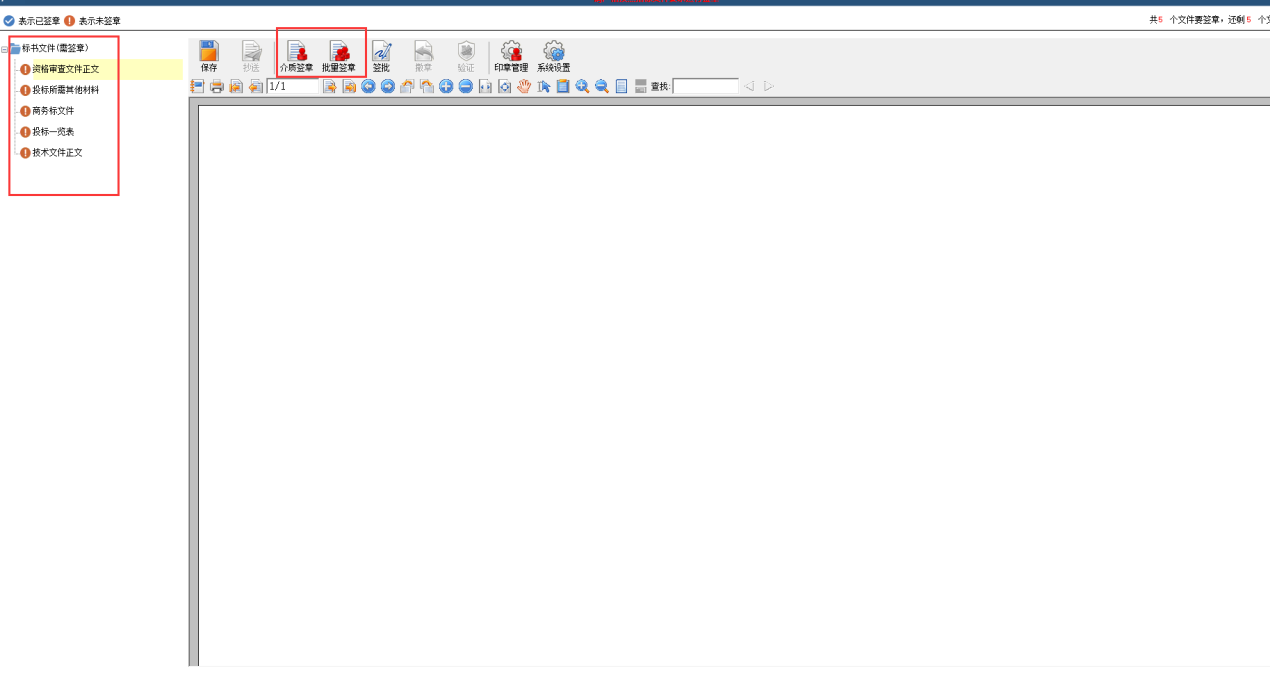 表示已签章 表示未签章
共5 个文件要签章，还剩5 个
标书文件(需签章)
资格审查文件正文
投标所需其他材料
商务标文件
投标一览表
技术文件正文
保存 抄送 介质签章 批量签章 签批 撤章 验证 印章管理 系统设置
1/1 查找: